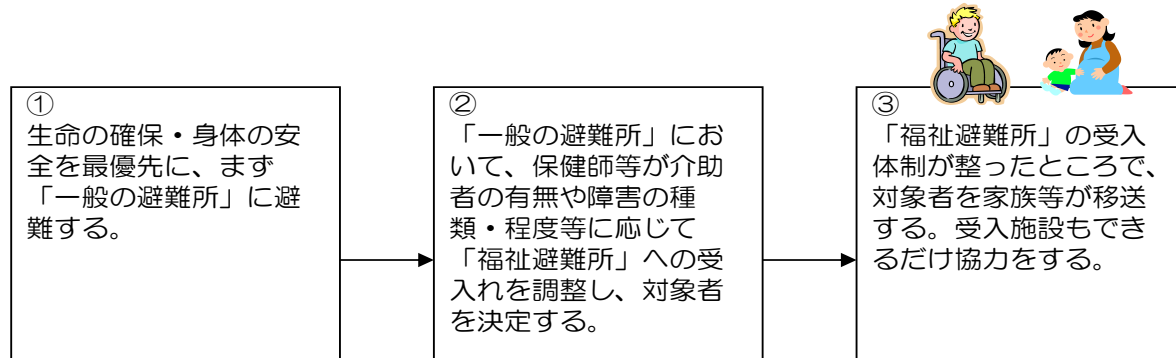 ①
生命の確保・身体の安
全を最優先に、まず
「一般の避難所」に避
難する。
②
「一般の避難所」にお
いて、保健師等が介助
者の有無や障害の種
類・程度等に応じて
「福祉避難所」への受
入れを調整し、対象者
を決定する。
③
「福祉避難所」の受入
体制が整ったところで、
対象者を家族等が移送
する。受入施設もでき
るだけ協力をする。